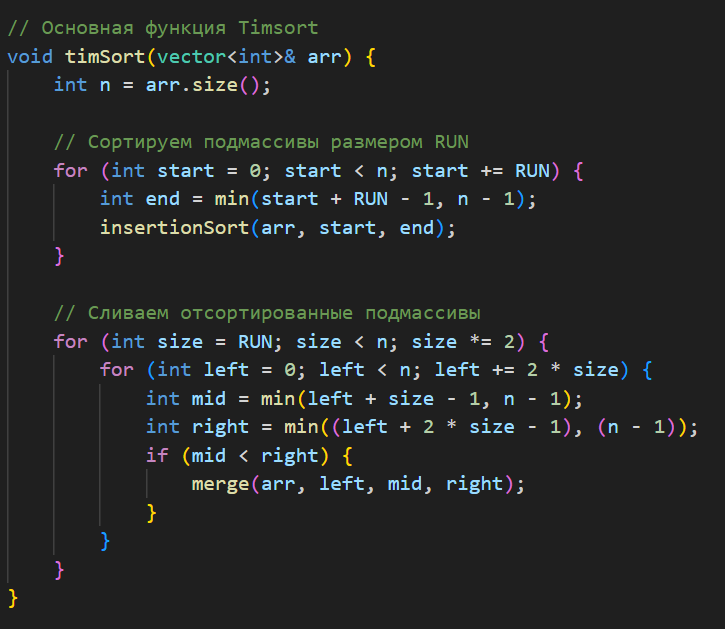 // Основная функция Timsort
void timSort(vector<int>& arr) {
    int n = arr.size();

    // Сортируем подмассивы размером RUN
    for (int start = 0; start < n; start += RUN) {
        int end = min(start + RUN - 1, n - 1);
        insertionSort(arr, start, end);
    }

    // Сливаем отсортированные подмассивы
    for (int size = RUN; size < n; size *= 2) {
        for (int left = 0; left < n; left += 2 * size) {
            int mid = min(left + size - 1, n - 1);
            int right = min((left + 2 * size - 1), (n - 1));
            if (mid < right) {
                merge(arr, left, mid, right);
            }
        }
    }
}